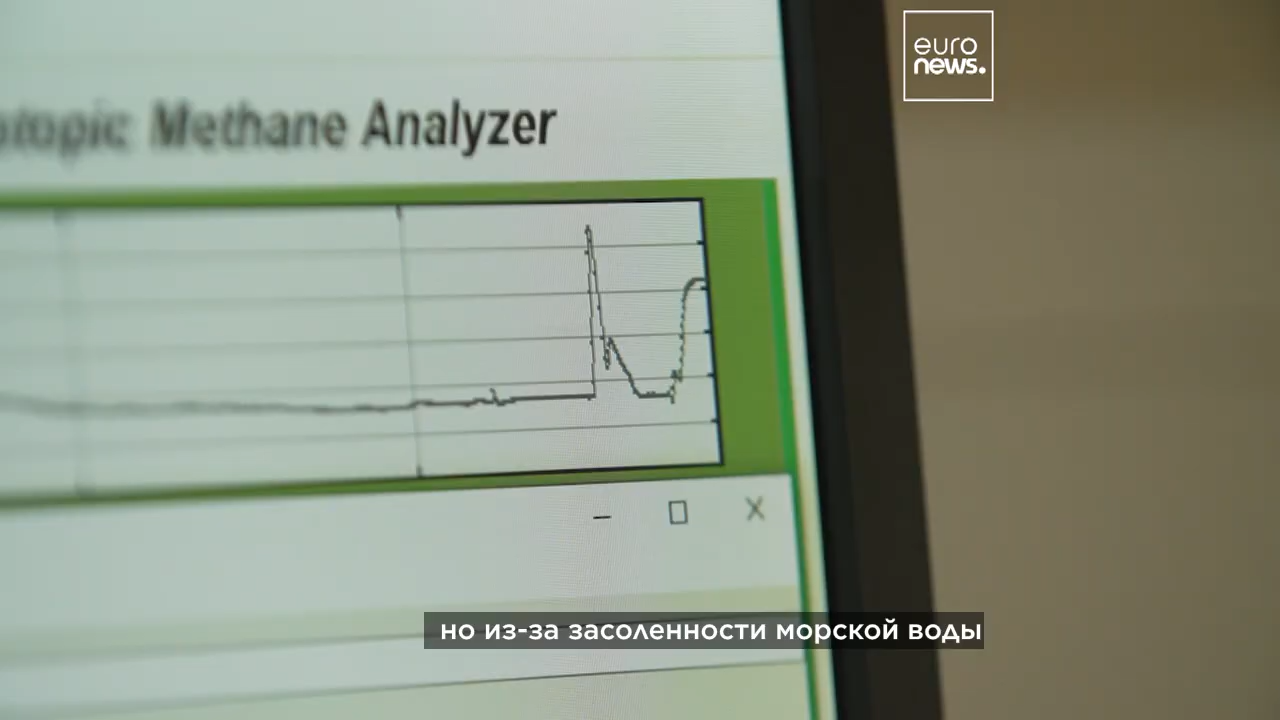 euro
news.
Methane Analyzer
но из-за засоленности морской воды